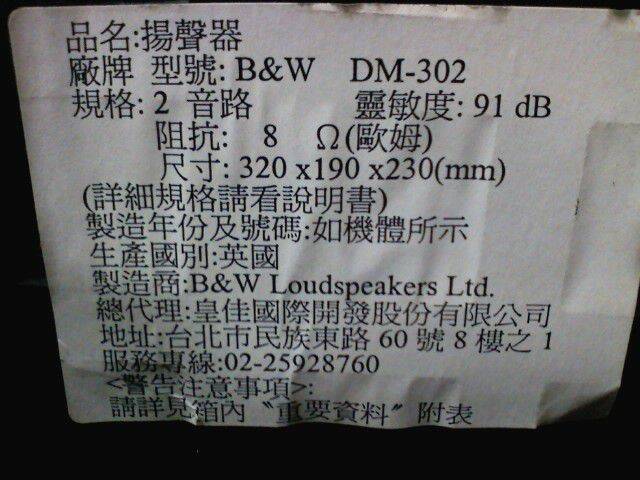 品名:揚聲器
廠牌 型號: B&W DM-302
規格: 2 音路 靈敏度: 91 dB
阻抗: 8 Ω(歐姆)
尺寸: 320 x190 x230(mm)
(詳細規格請看說明書)
製造年份及號碼:如機體所示
生產國別:英國
製造商:B&W Loudspeakers Ltd.
總代理:皇佳國際開發股份有限公司
地址:台北市民族東路 60 號 8 樓之 1
服務專線:02-25928760
<警告注意事項>:
請詳見箱內〝重要資料〞附表